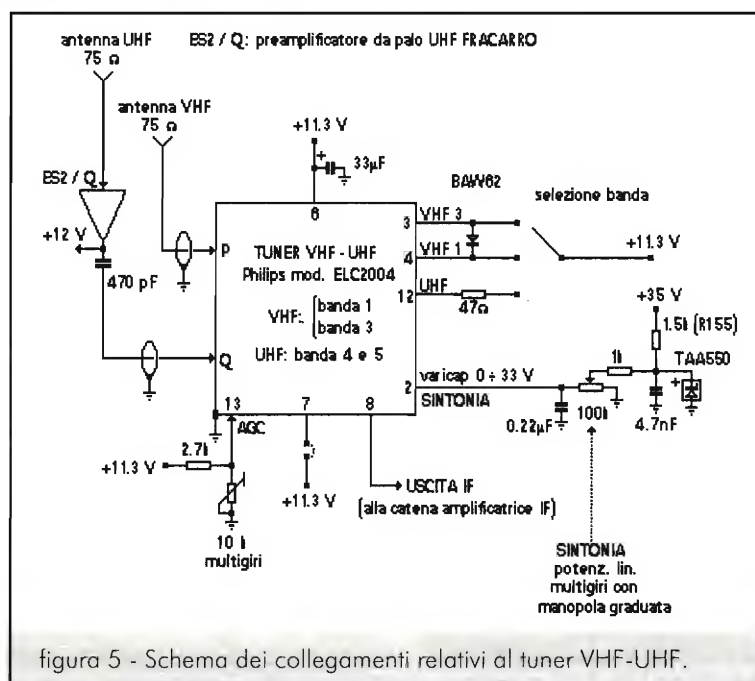 antenna UHF
75 Ω
ES2 / Q: preamplificatore da palo UHF FRACARRO
antenna VHF
75 Ω
ES2 / Q
+12 V
470 pF
+11.3 V
+
33µF
6
P
Q
TUNER VHF - UHF
Philips mod. ELC2004
VHF:
banda 1
banda 3
UHF: banda 4 e 5
3
VHF 3
4
VHF 1
12
UHF
47Ω
BAW62
selezione banda
+11.3 V
+35 V
1.5k (R155)
TAA550
+
1k
2
varicap 0 ÷ 33 V
SINTONIA
0.22µF
100k
4.7nF
13
AGC
7
8
2.7k
+11.3 V
10 k
multigiri
+11.3 V
USCITA IF
(alla catena amplificatrice IF)
SINTONIA
potenz. lin.
multigiri con
manopola graduata
figura 5 - Schema dei collegamenti relativi al tuner VHF-UHF.